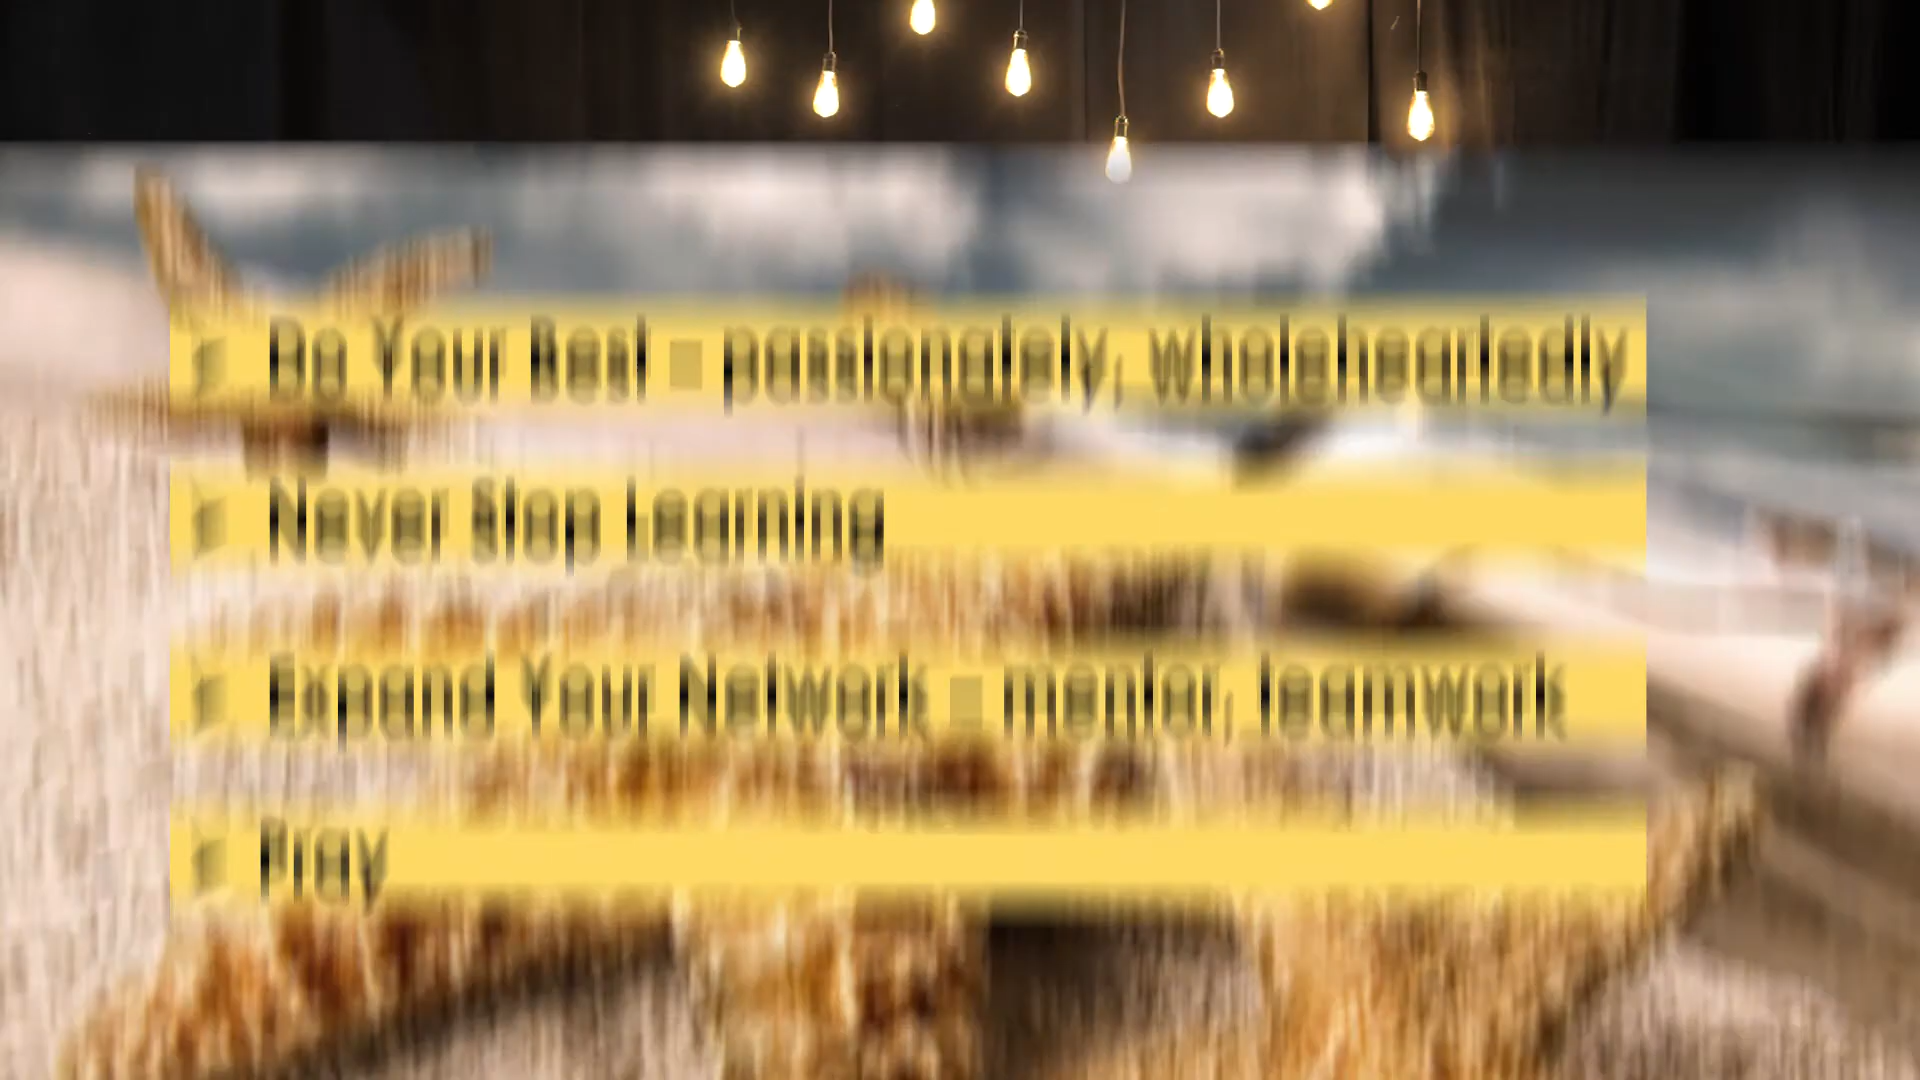 Do Your Best - passionately, wholeheartedly
Never Stop Learning
Expand Your Network - mentor, teamwork
Pray